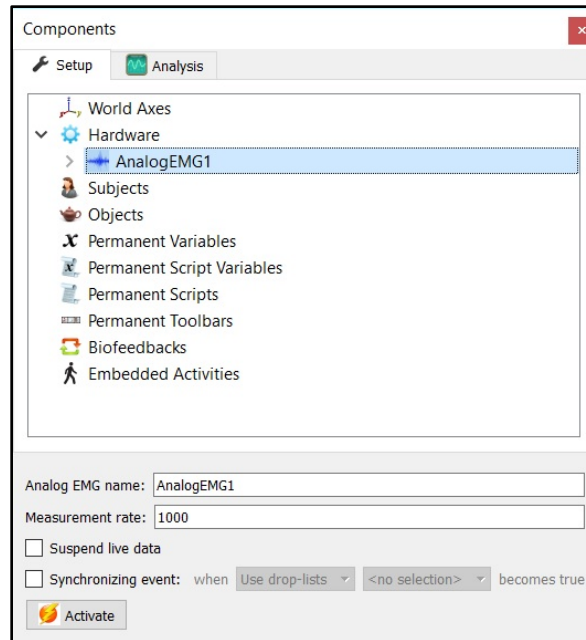 Components
Setup Analysis
World Axes
Hardware
AnalogEMG1
Subjects
Objects
Permanent Variables
Permanent Script Variables
Permanent Scripts
Permanent Toolbars
Biofeedbacks
Embedded Activities
Analog EMG name: AnalogEMG1
Measurement rate: 1000
Suspend live data
Synchronizing event: when Use drop-lists <no selection> becomes true
Activate